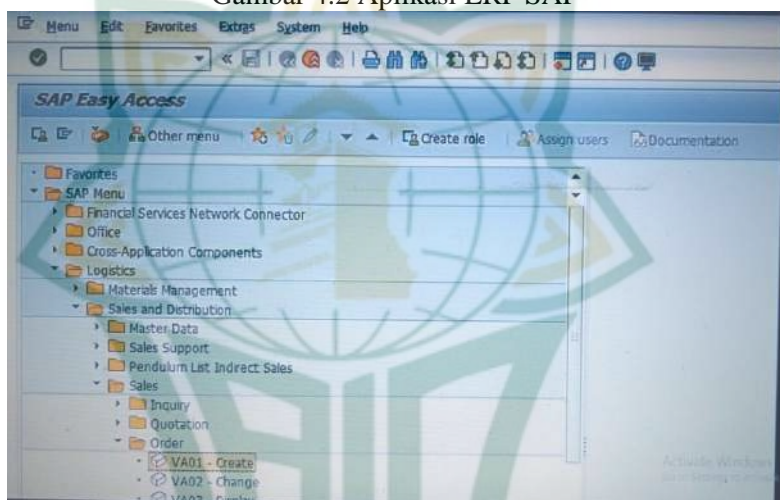 Gambar 4.2 Aplikasi ERP SAP
Menu Edit Favorites Extras System Help
SAP Easy Access
Other menu Create role Assign users Documentation
Favorites
SAP Menu
Financial Services Network Connector
Office
Cross-Application Components
Logistics
Materials Management
Sales and Distribution
Master Data
Sales Support
Pendulum List Indirect Sales
Sales
Inquiry
Quotation
Order
VA01 - Create
VA02 - Change
VA03 - Display
Activate Windows